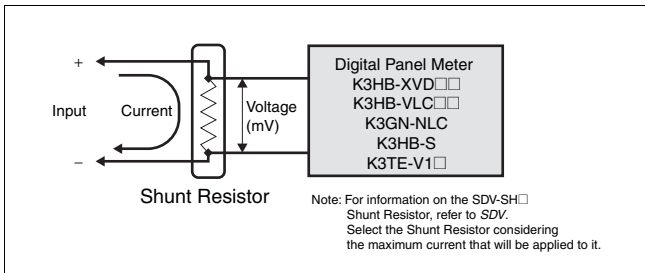 +
Input
Current
−
Voltage
(mV)
Shunt Resistor
Digital Panel Meter
K3HB-XVD□□
K3HB-VLC□□
K3GN-NLC
K3HB-S
K3TE-V1□
Note: For information on the SDV-SH□
Shunt Resistor, refer to SDV.
Select the Shunt Resistor considering
the maximum current that will be applied to it.